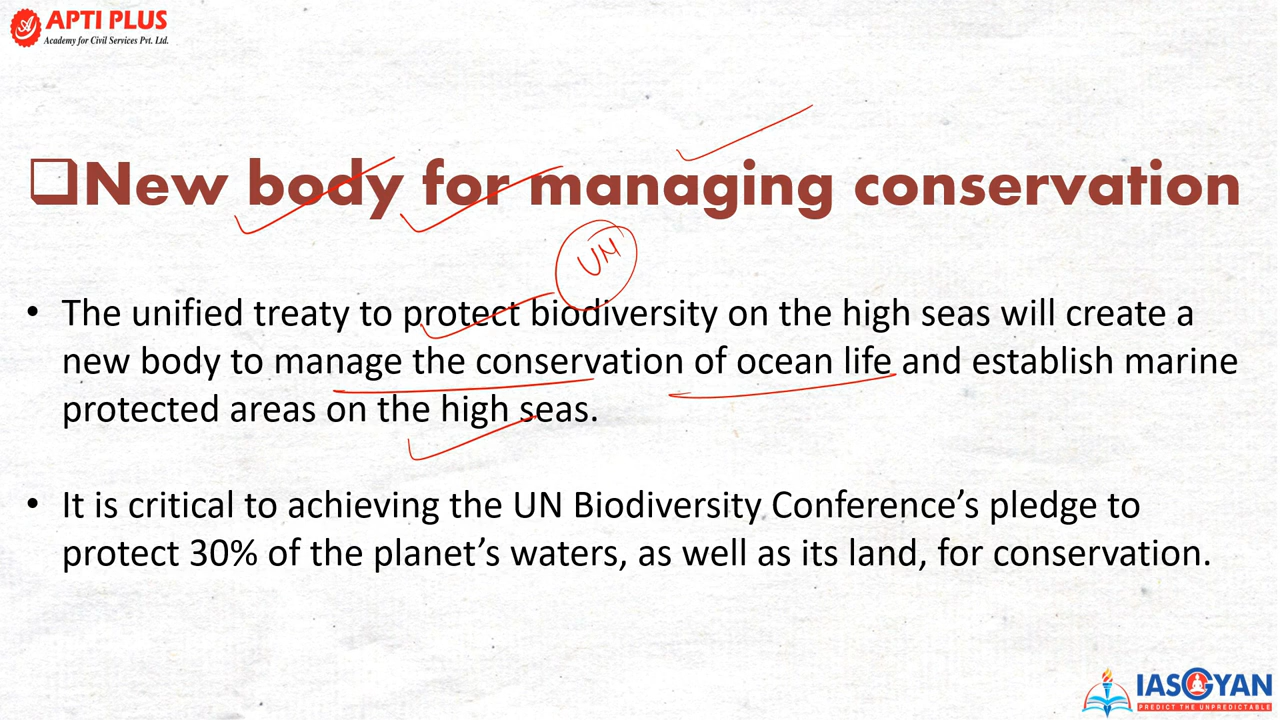 APTI PLUS
Academy for Civil Services Pvt. Ltd.
New body for managing conservation
UN
• The unified treaty to protect biodiversity on the high seas will create a
new body to manage the conservation of ocean life and establish marine
protected areas on the high seas.
• It is critical to achieving the UN Biodiversity Conference’s pledge to
protect 30% of the planet’s waters, as well as its land, for conservation.
IASGYAN
PREDICT THE UNPREDICTABLE